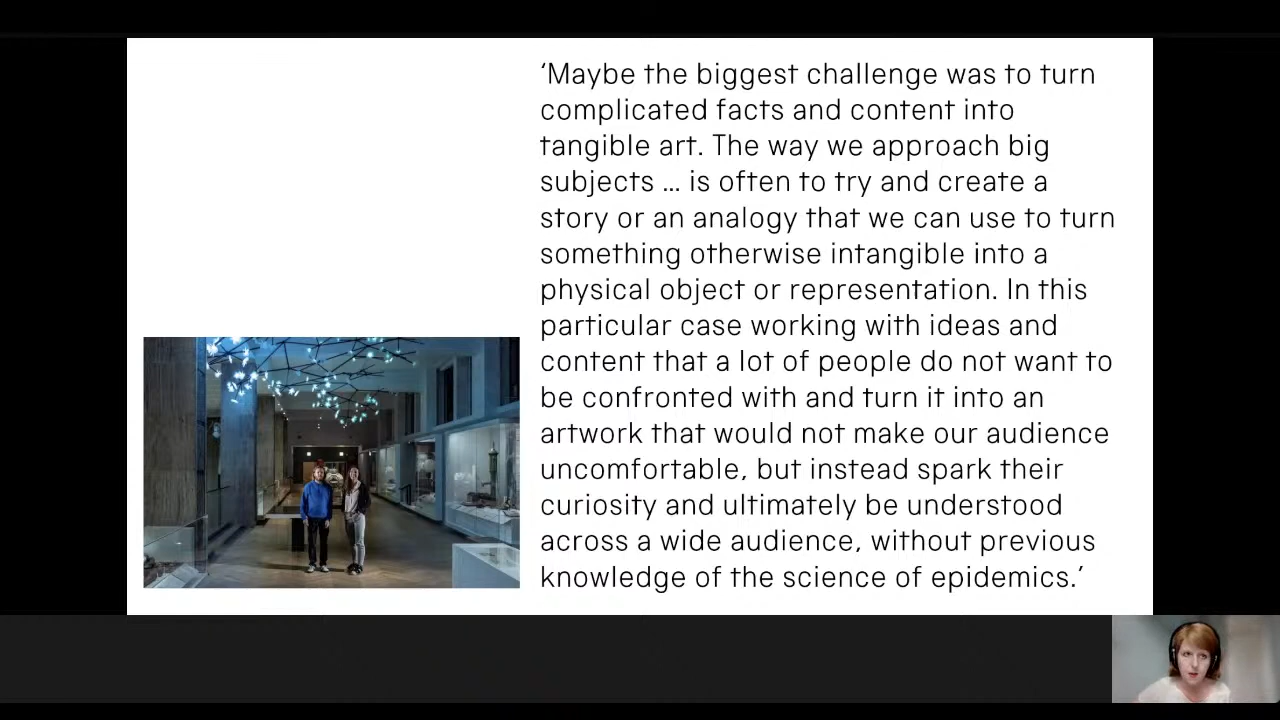 ‘Maybe the biggest challenge was to turn
complicated facts and content into
tangible art. The way we approach big
subjects … is often to try and create a
story or an analogy that we can use to turn
something otherwise intangible into a
physical object or representation. In this
particular case working with ideas and
content that a lot of people do not want to
be confronted with and turn it into an
artwork that would not make our audience
uncomfortable, but instead spark their
curiosity and ultimately be understood
across a wide audience, without previous
knowledge of the science of epidemics.’